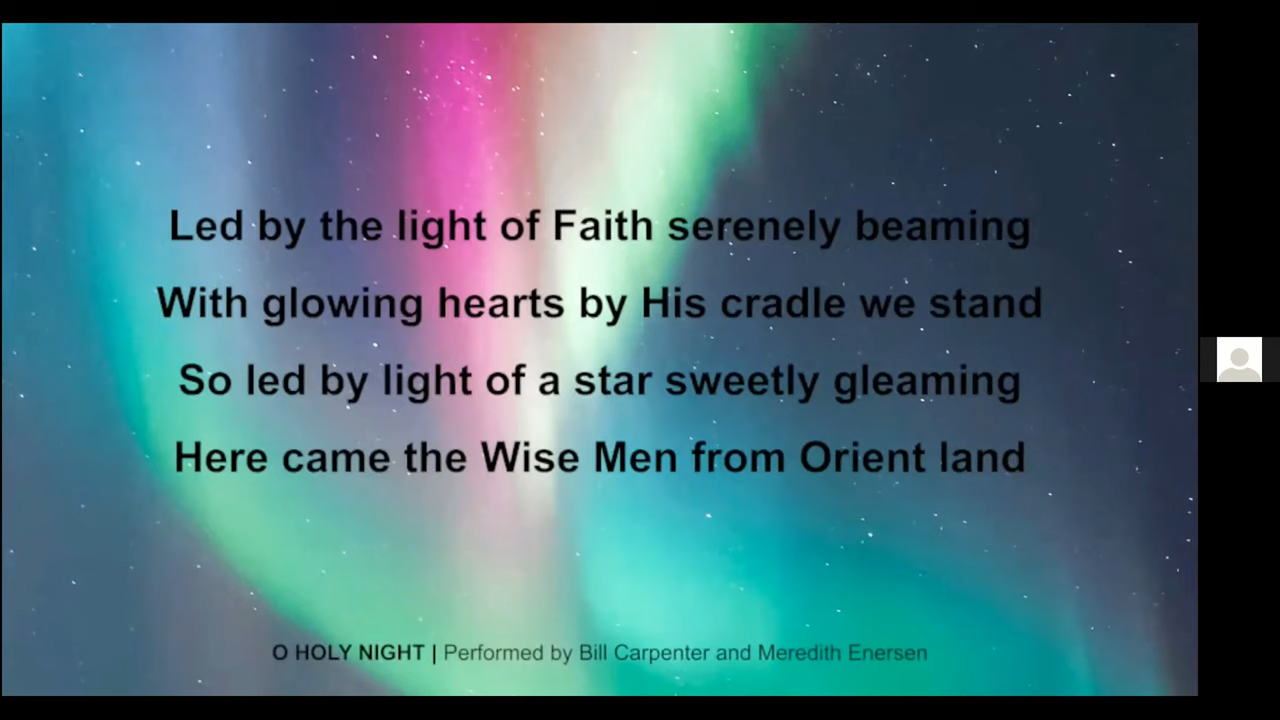 Led by the light of Faith serenely beaming
With glowing hearts by His cradle we stand
So led by light of a star sweetly gleaming
Here came the Wise Men from Orient land
O HOLY NIGHT | Performed by Bill Carpenter and Meredith Enersen